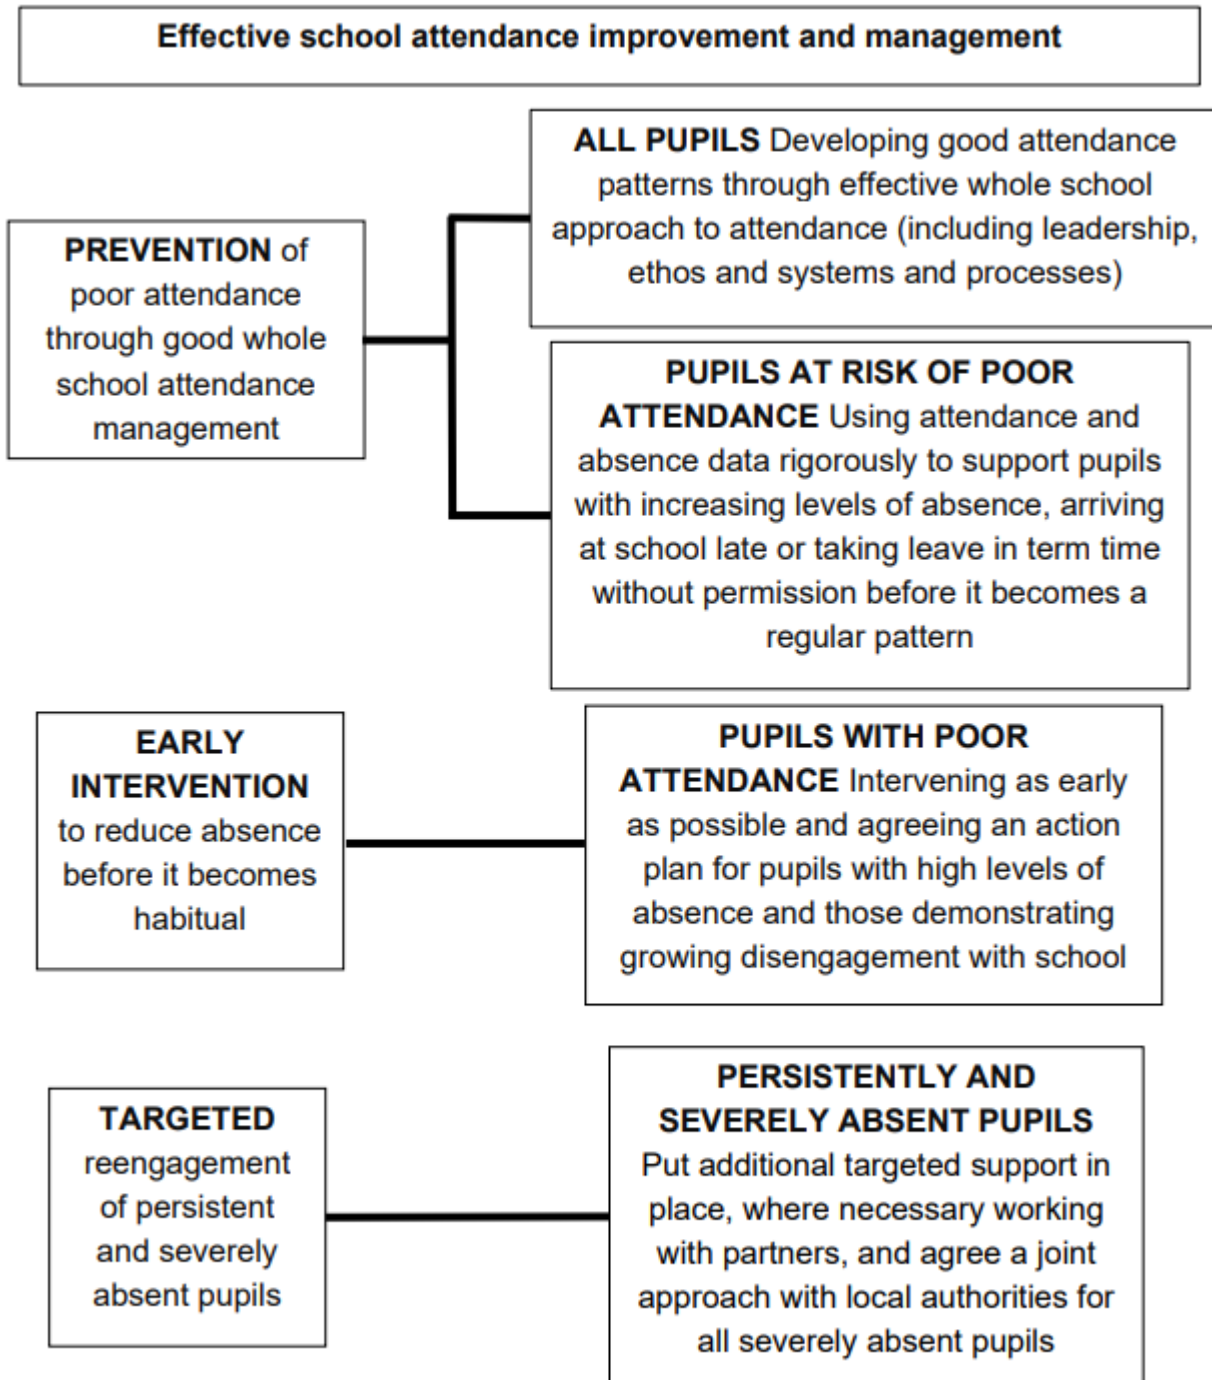 Effective school attendance improvement and management
ALL PUPILS Developing good attendance
patterns through effective whole school
approach to attendance (including leadership,
ethos and systems and processes)
PREVENTION of
poor attendance
through good whole
school attendance
management
PUPILS AT RISK OF POOR
ATTENDANCE Using attendance and
absence data rigorously to support pupils
with increasing levels of absence, arriving
at school late or taking leave in term time
without permission before it becomes a
regular pattern
EARLY
INTERVENTION
to reduce absence
before it becomes
habitual
PUPILS WITH POOR
ATTENDANCE Intervening as early
as possible and agreeing an action
plan for pupils with high levels of
absence and those demonstrating
growing disengagement with school
TARGETED
reengagement
of persistent
and severely
absent pupils
PERSISTENTLY AND
SEVERELY ABSENT PUPILS
Put additional targeted support in
place, where necessary working
with partners, and agree a joint
approach with local authorities for
all severely absent pupils